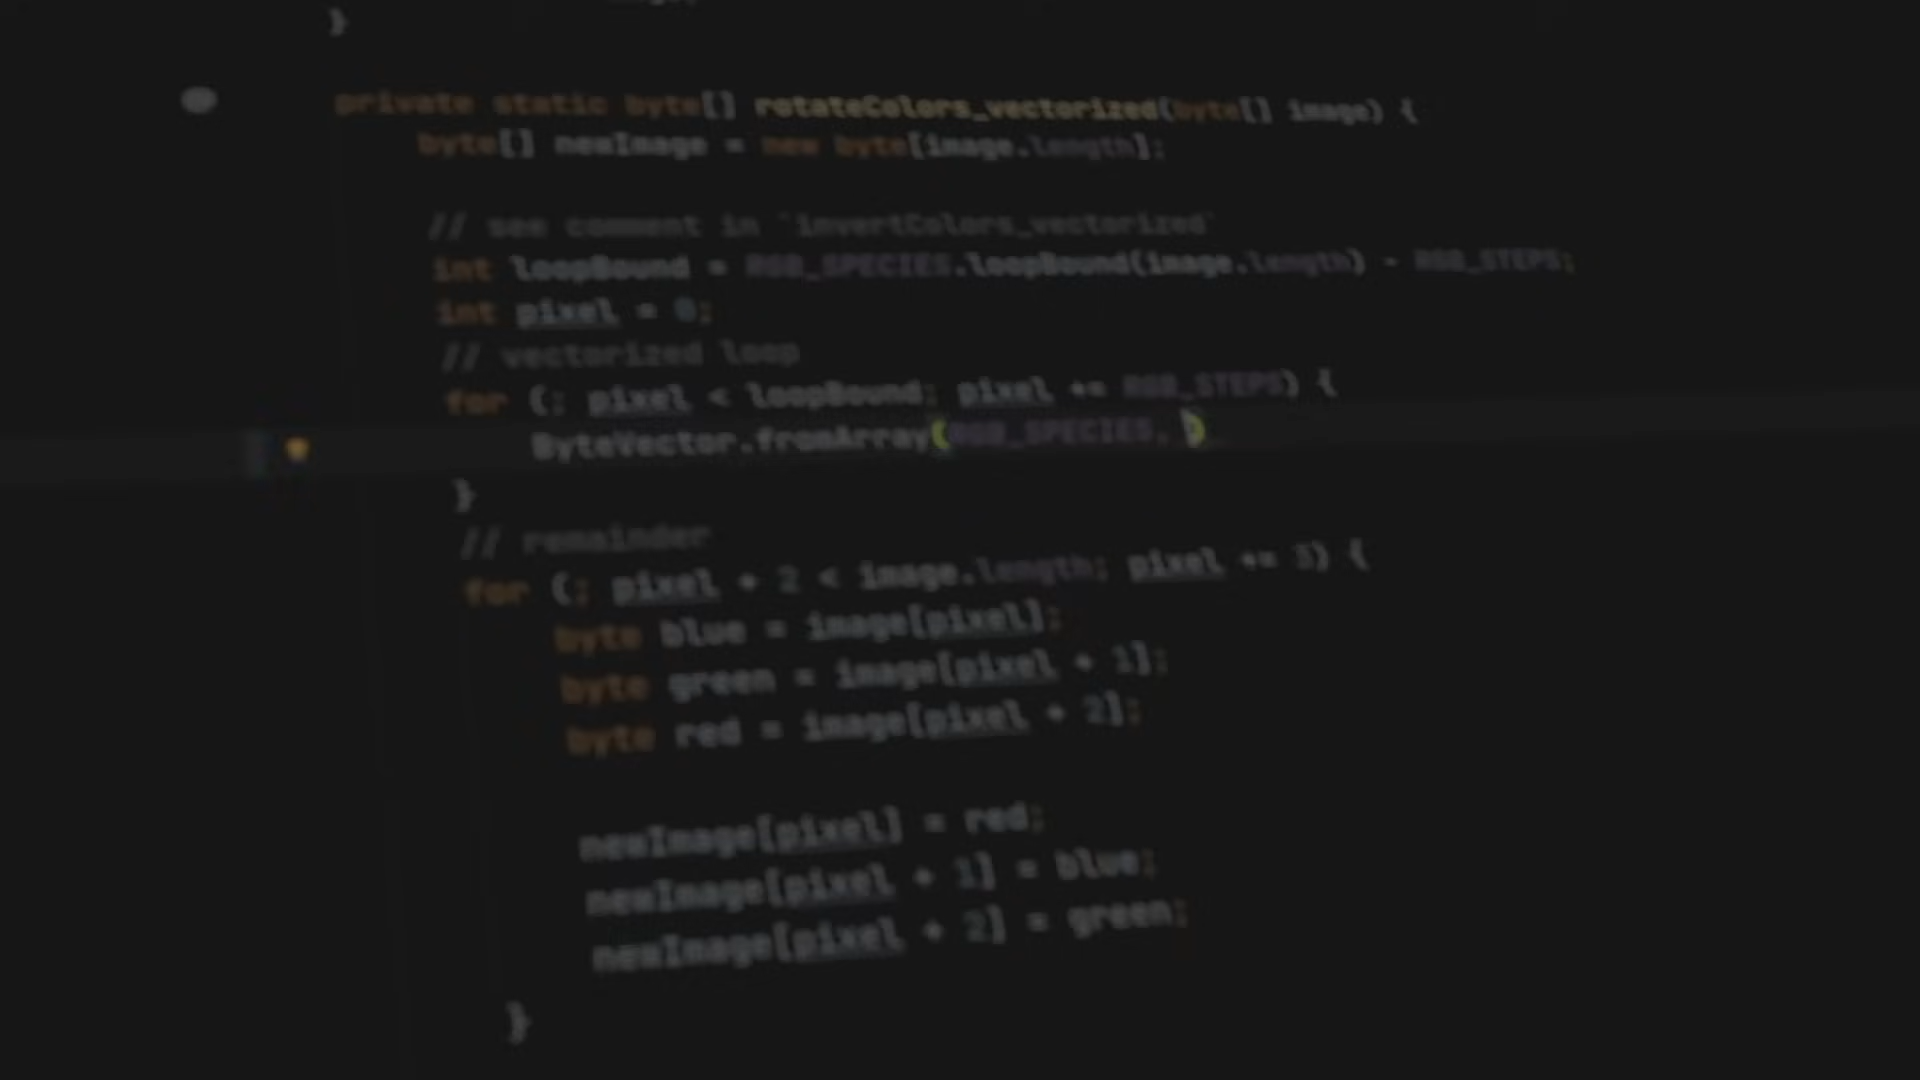 }
private static byte[] rotateColors_vectorized(byte[] image) {
byte[] newImage = new byte[image.length];
// see comment in `invertColors_vectorized`
int loopBound = RGB_SPECIES.loopBound(image.length) - RGB_STEPS;
int pixel = 0;
// vectorized loop
for (; pixel < loopBound; pixel += RGB_STEPS) {
ByteVector.fromArray(RGB_SPECIES, )
}
// remainder
for (; pixel + 2 < image.length; pixel += 3) {
byte blue = image[pixel];
byte green = image[pixel + 1];
byte red = image[pixel + 2];
newImage[pixel] = red;
newImage[pixel + 1] = blue;
newImage[pixel + 2] = green;
}